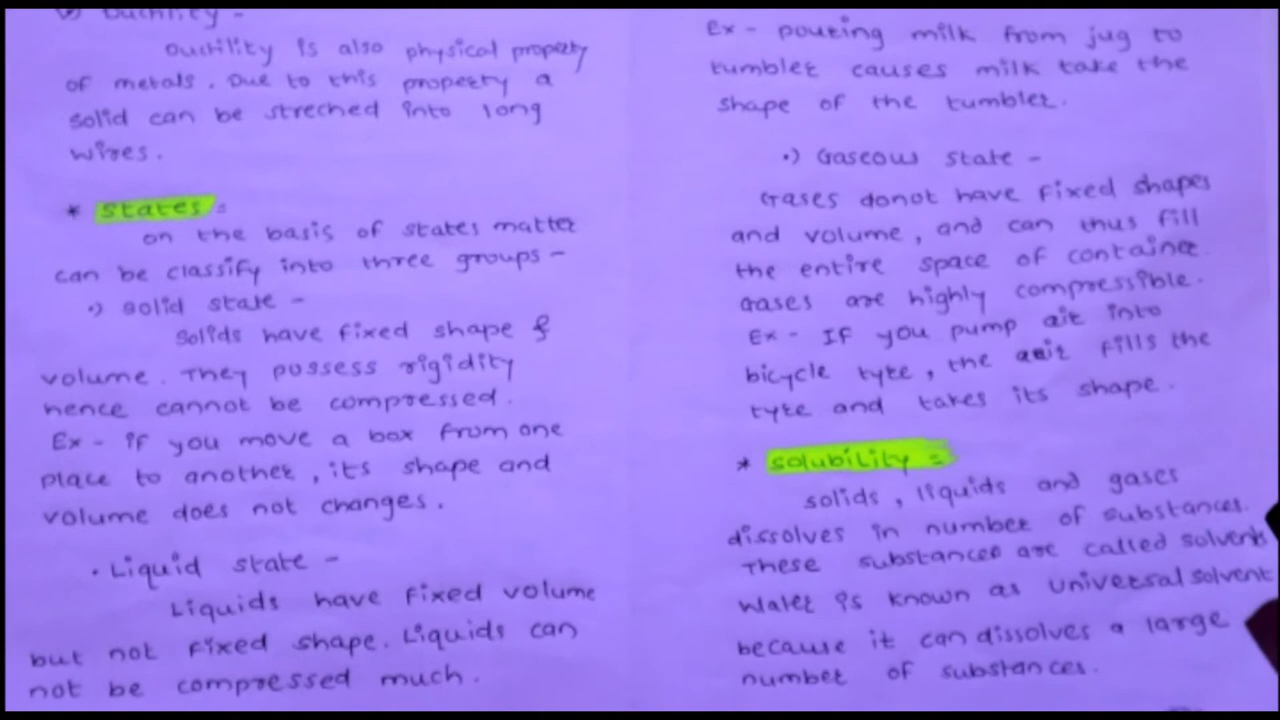 Ductility -
Ductility is also physical property
of metals. Due to this property a
solid can be streched into long
wires.
* States :
on the basis of states matter
can be classify into three groups -
•) Solid state -
Solids have fixed shape &
volume. They possess rigidity
hence cannot be compressed.
Ex - if you move a box from one
place to another, its shape and
volume does not changes.
• Liquid state -
Liquids have fixed volume
but not fixed shape. Liquids can
not be compressed much.
Ex - pouring milk from jug to
tumbler causes milk take the
shape of the tumbler.
•) Gaseous state -
Gases donot have fixed shapes
and volume, and can thus fill
the entire space of container.
Gases are highly compressible.
Ex - If you pump air into
bicycle tyre, the air fills the
tyre and takes its shape.
* solubility =
solids, liquids and gases
dissolves in number of substances.
These substances are called solvents
Water is known as universal solvent
because it can dissolves a large
number of substances.